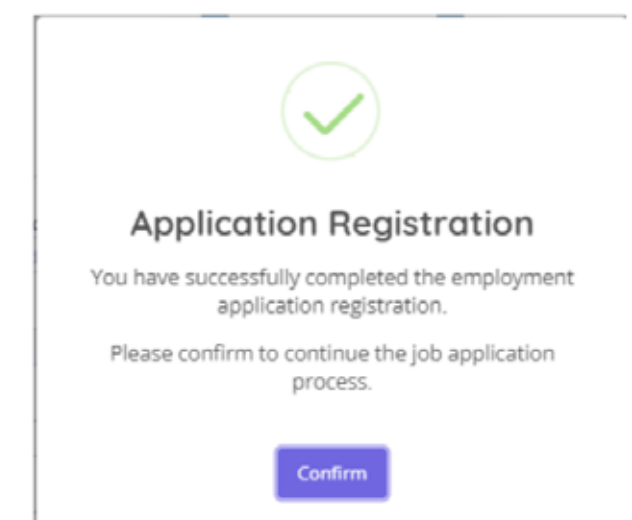 Application Registration
You have successfully completed the employment
application registration.
Please confirm to continue the job application
process.
Confirm